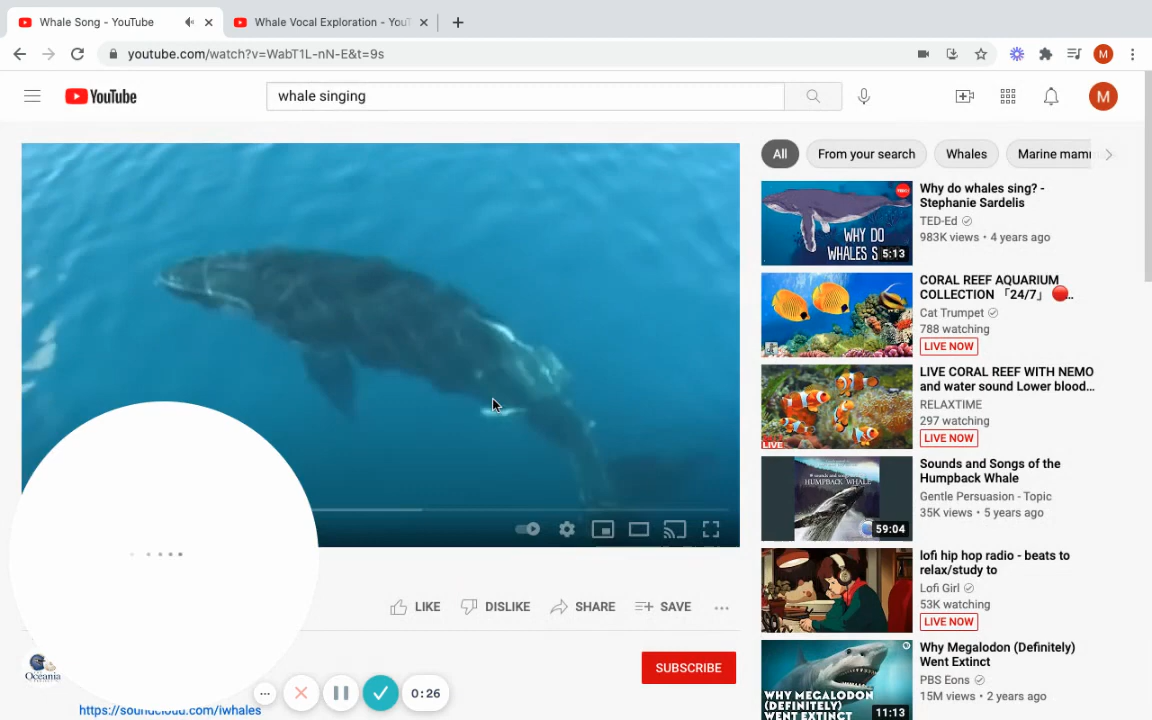 Whale Song - YouTube
Whale Vocal Exploration - YouT
youtube.com/watch?v=WabT1L-nN-E&t=9s
M
YouTube
whale singing
M
All
From your search
Whales
Marine mamm
WHY DO
WHALES S
5:13
Why do whales sing? -
Stephanie Sardelis
TED-Ed
983K views • 4 years ago
CORAL REEF AQUARIUM
COLLECTION 「24/7」 🔴..
Cat Trumpet
788 watching
LIVE NOW
LIVE
LIVE CORAL REEF WITH NEMO
and water sound Lower blood...
RELAXTIME
297 watching
LIVE NOW
HUMPBACK WHALE
59:04
Sounds and Songs of the
Humpback Whale
Gentle Persuasion - Topic
35K views • 5 years ago
lofi hip hop radio - beats to
relax/study to
Lofi Girl
53K watching
LIVE NOW
LIKE
DISLIKE
SHARE
SAVE
WHY MEGALODON
(DEFINITELY)
WENT EXTINCT
11:13
Why Megalodon (Definitely)
Went Extinct
PBS Eons
15M views • 2 years ago
Oceania
SUBSCRIBE
0:26
https://soundcloud.com/iwhales